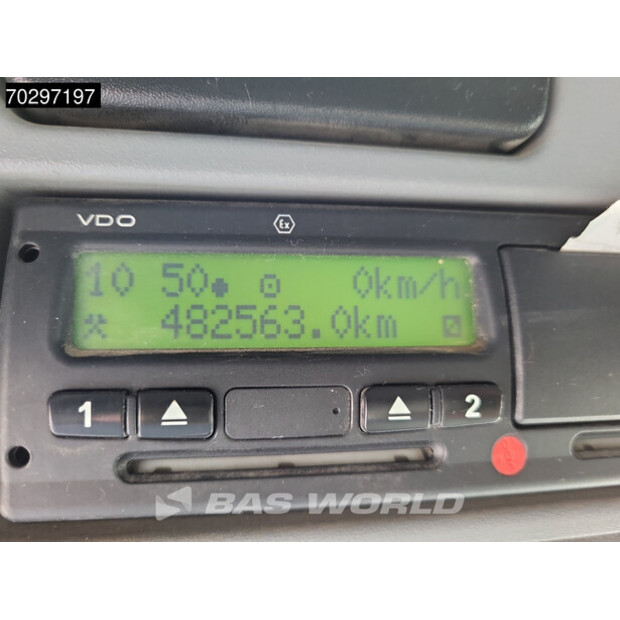 70297197
VDO
Ex
10 50 0km/h
482563.0km
1 2
BAS WORLD